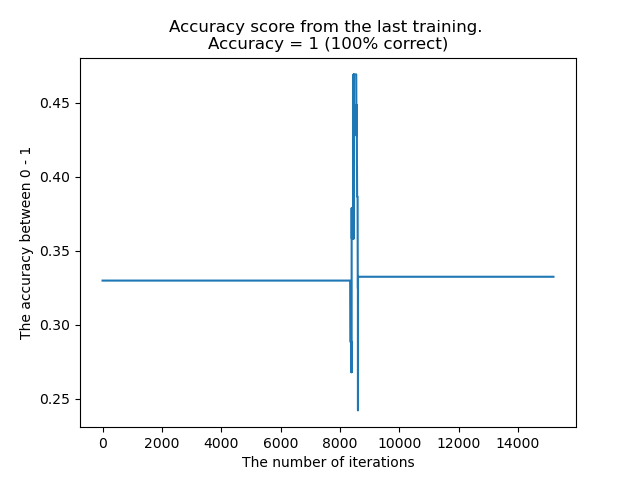 Accuracy score from the last training.
Accuracy = 1 (100% correct)
The accuracy between 0 - 1
0.45
0.40
0.35
0.30
0.25
0 2000 4000 6000 8000 10000 12000 14000
The number of iterations